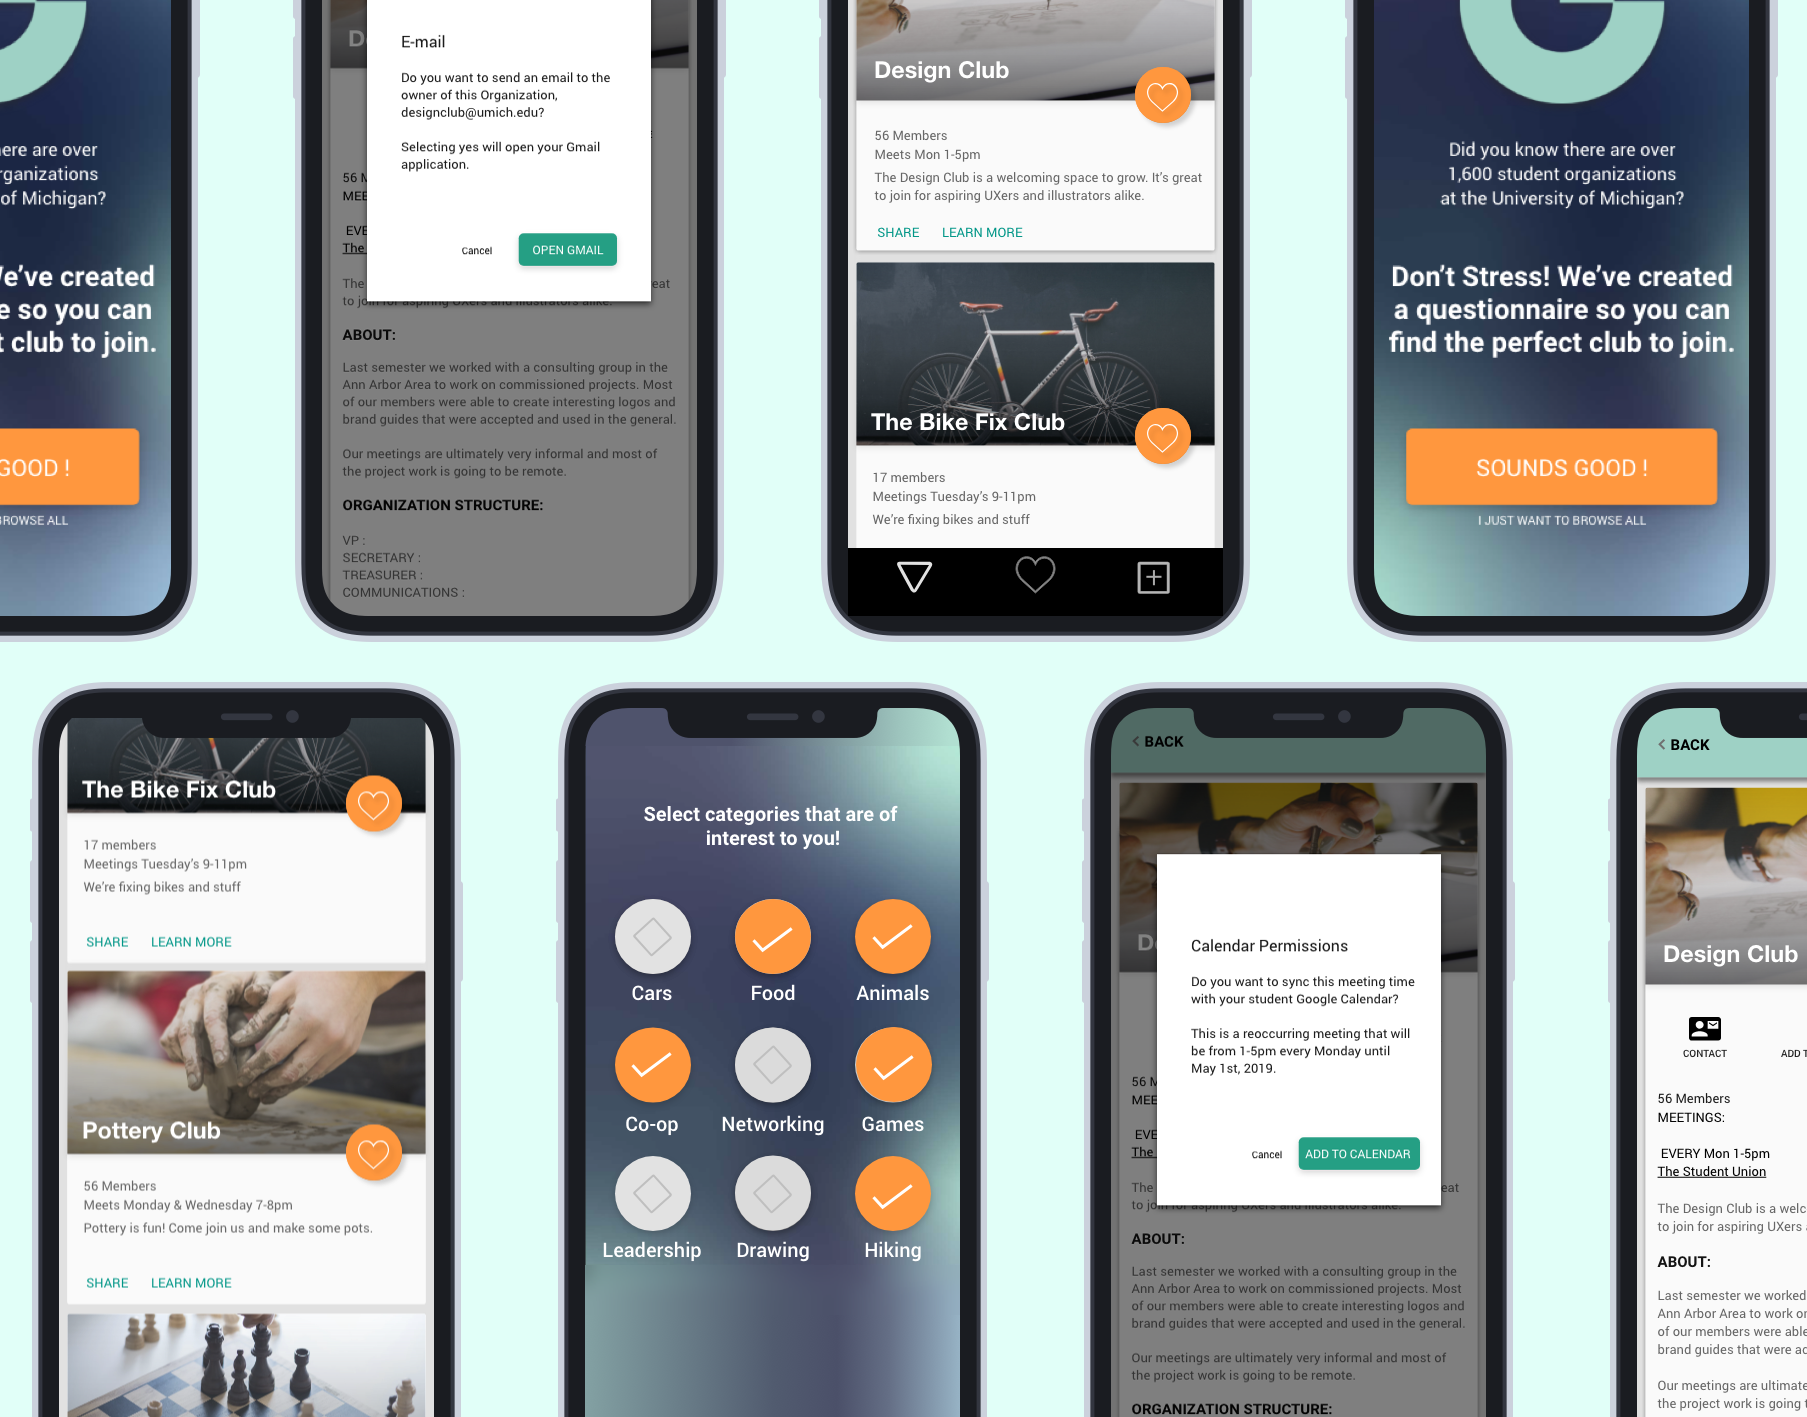 ere are over
rganizations
of Michigan?
e've created
e so you can
t club to join.
GOOD !
BROWSE ALL
E-mail
Do you want to send an email to the
owner of this Organization,
designclub@umich.edu?
Selecting yes will open your Gmail
application.
Cancel
OPEN GMAIL
D
56 M
MEE
EVE
The
The
eat
to join for aspiring UXers and illustrators alike.
ABOUT:
Last semester we worked with a consulting group in the
Ann Arbor Area to work on commissioned projects. Most
of our members were able to create interesting logos and
brand guides that were accepted and used in the general.
Our meetings are ultimately very informal and most of
the project work is going to be remote.
ORGANIZATION STRUCTURE:
VP :
SECRETARY :
TREASURER :
COMMUNICATIONS :
Design Club
56 Members
Meets Mon 1-5pm
The Design Club is a welcoming space to grow. It's great
to join for aspiring UXers and illustrators alike.
SHARE LEARN MORE
The Bike Fix Club
17 members
Meetings Tuesday's 9-11pm
We're fixing bikes and stuff
Did you know there are over
1,600 student organizations
at the University of Michigan?
Don't Stress! We've created
a questionnaire so you can
find the perfect club to join.
SOUNDS GOOD !
I JUST WANT TO BROWSE ALL
The Bike Fix Club
17 members
Meetings Tuesday's 9-11pm
We're fixing bikes and stuff
SHARE LEARN MORE
Pottery Club
56 Members
Meets Monday & Wednesday 7-8pm
Pottery is fun! Come join us and make some pots.
SHARE LEARN MORE
Select categories that are of
interest to you!
Cars Food Animals
Co-op Networking Games
Leadership Drawing Hiking
< BACK
D
Calendar Permissions
Do you want to sync this meeting time
with your student Google Calendar?
This is a reoccurring meeting that will
be from 1-5pm every Monday until
May 1st, 2019.
Cancel
ADD TO CALENDAR
56 M
MEE
EVE
The
The
eat
to join for aspiring UXers and illustrators alike.
ABOUT:
Last semester we worked with a consulting group in the
Ann Arbor Area to work on commissioned projects. Most
of our members were able to create interesting logos and
brand guides that were accepted and used in the general.
Our meetings are ultimately very informal and most of
the project work is going to be remote.
ORGANIZATION STRUCTURE:
< BACK
Design Club
CONTACT
ADD T
56 Members
MEETINGS:
EVERY Mon 1-5pm
The Student Union
The Design Club is a welc
to join for aspiring UXers
ABOUT:
Last semester we worked
Ann Arbor Area to work o
of our members were able
brand guides that were ac
Our meetings are ultimate
the project work is going t